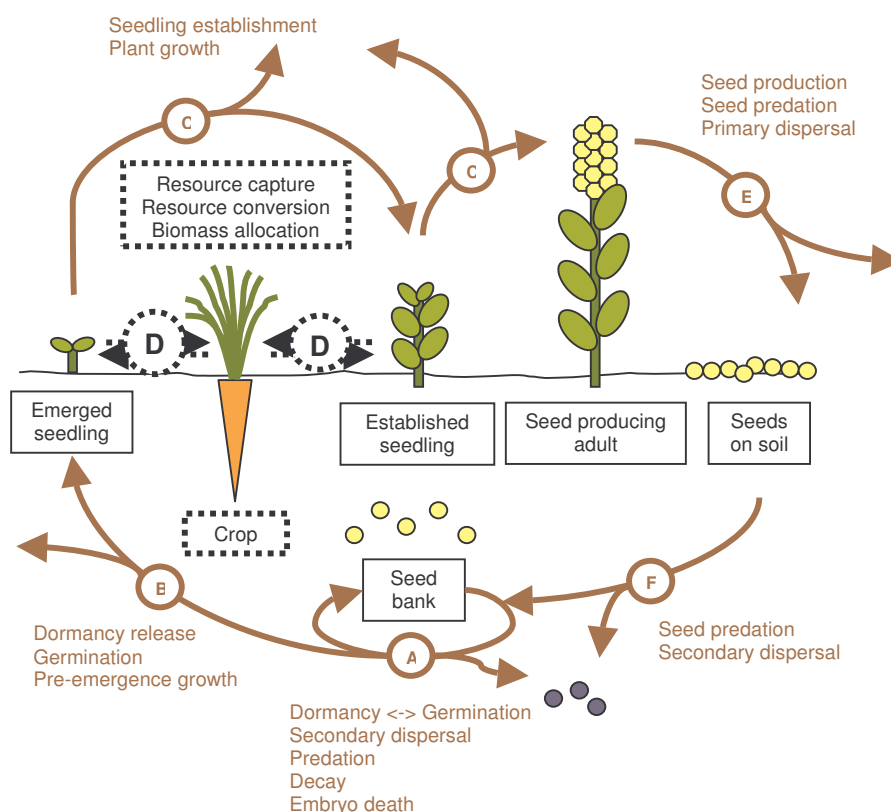 Seedling establishment
Plant growth
Seed production
Seed predation
Primary dispersal
C
C
E
Resource capture
Resource conversion
Biomass allocation
D
D
Emerged
seedling
Established
seedling
Seed producing
adult
Seeds
on soil
Crop
Seed
bank
B
F
A
Dormancy release
Germination
Pre-emergence growth
Seed predation
Secondary dispersal
Dormancy <-> Germination
Secondary dispersal
Predation
Decay
Embryo death